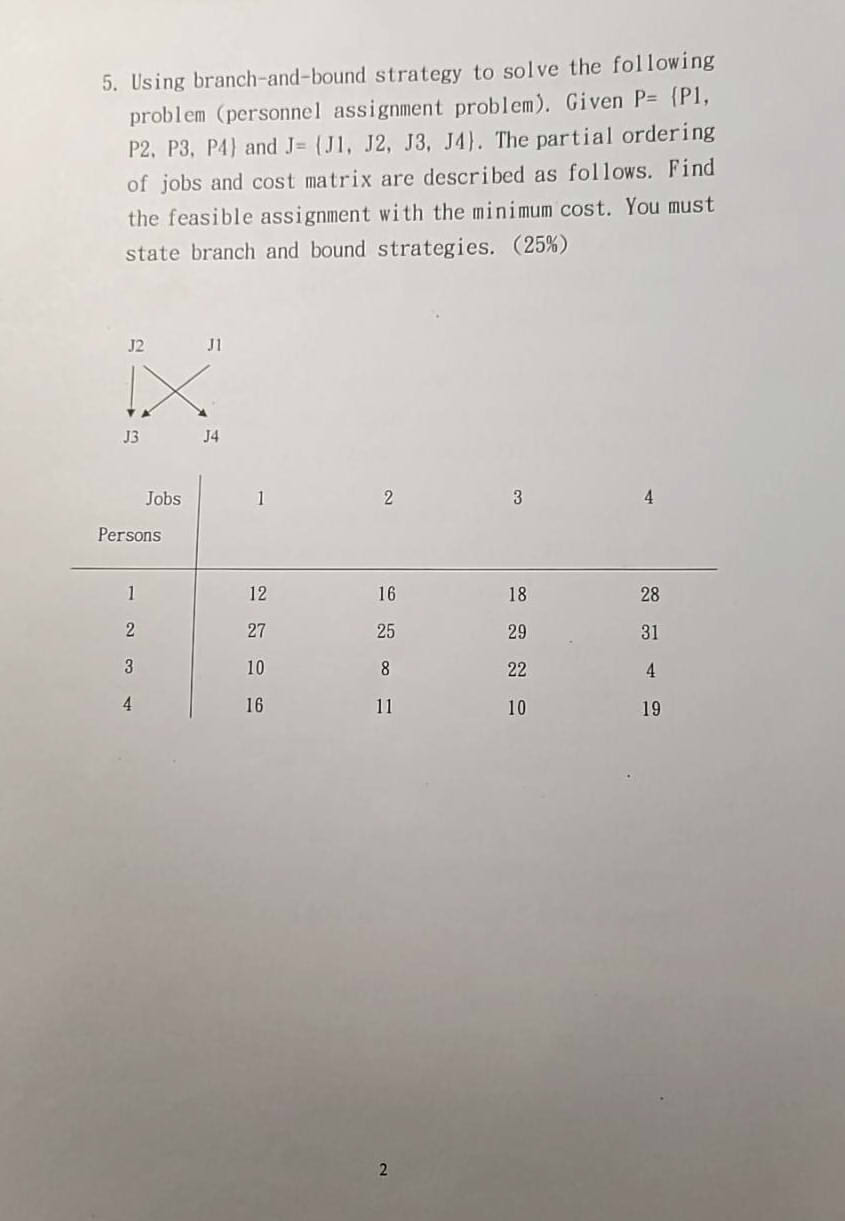 5. Using branch-and-bound strategy to solve the following
problem (personnel assignment problem). Given P= {P1,
P2, P3, P4} and J= {J1, J2, J3, J4}. The partial ordering
of jobs and cost matrix are described as follows. Find
the feasible assignment with the minimum cost. You must
state branch and bound strategies. (25%)
J2 J1
J3 J4
Jobs 1 2 3 4
Persons
1 12 16 18 28
2 27 25 29 31
3 10 8 22 4
4 16 11 10 19
2